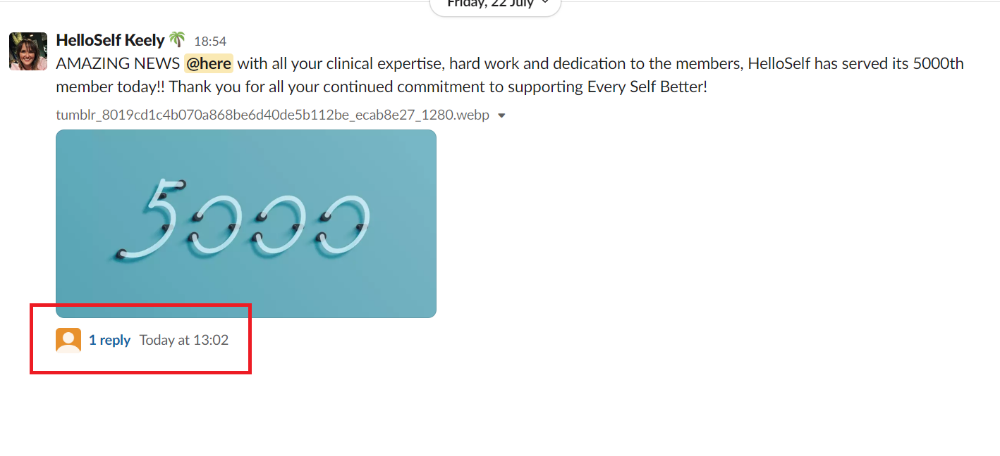 Friday, 22 July
HelloSelf Keely 🌴 18:54
AMAZING NEWS @here with all your clinical expertise, hard work and dedication to the members, HelloSelf has served its 5000th
member today!! Thank you for all your continued commitment to supporting Every Self Better!
tumblr_8019cd1c4b070a868be6d40de5b112be_ecab8e27_1280.webp
5000
1 reply Today at 13:02